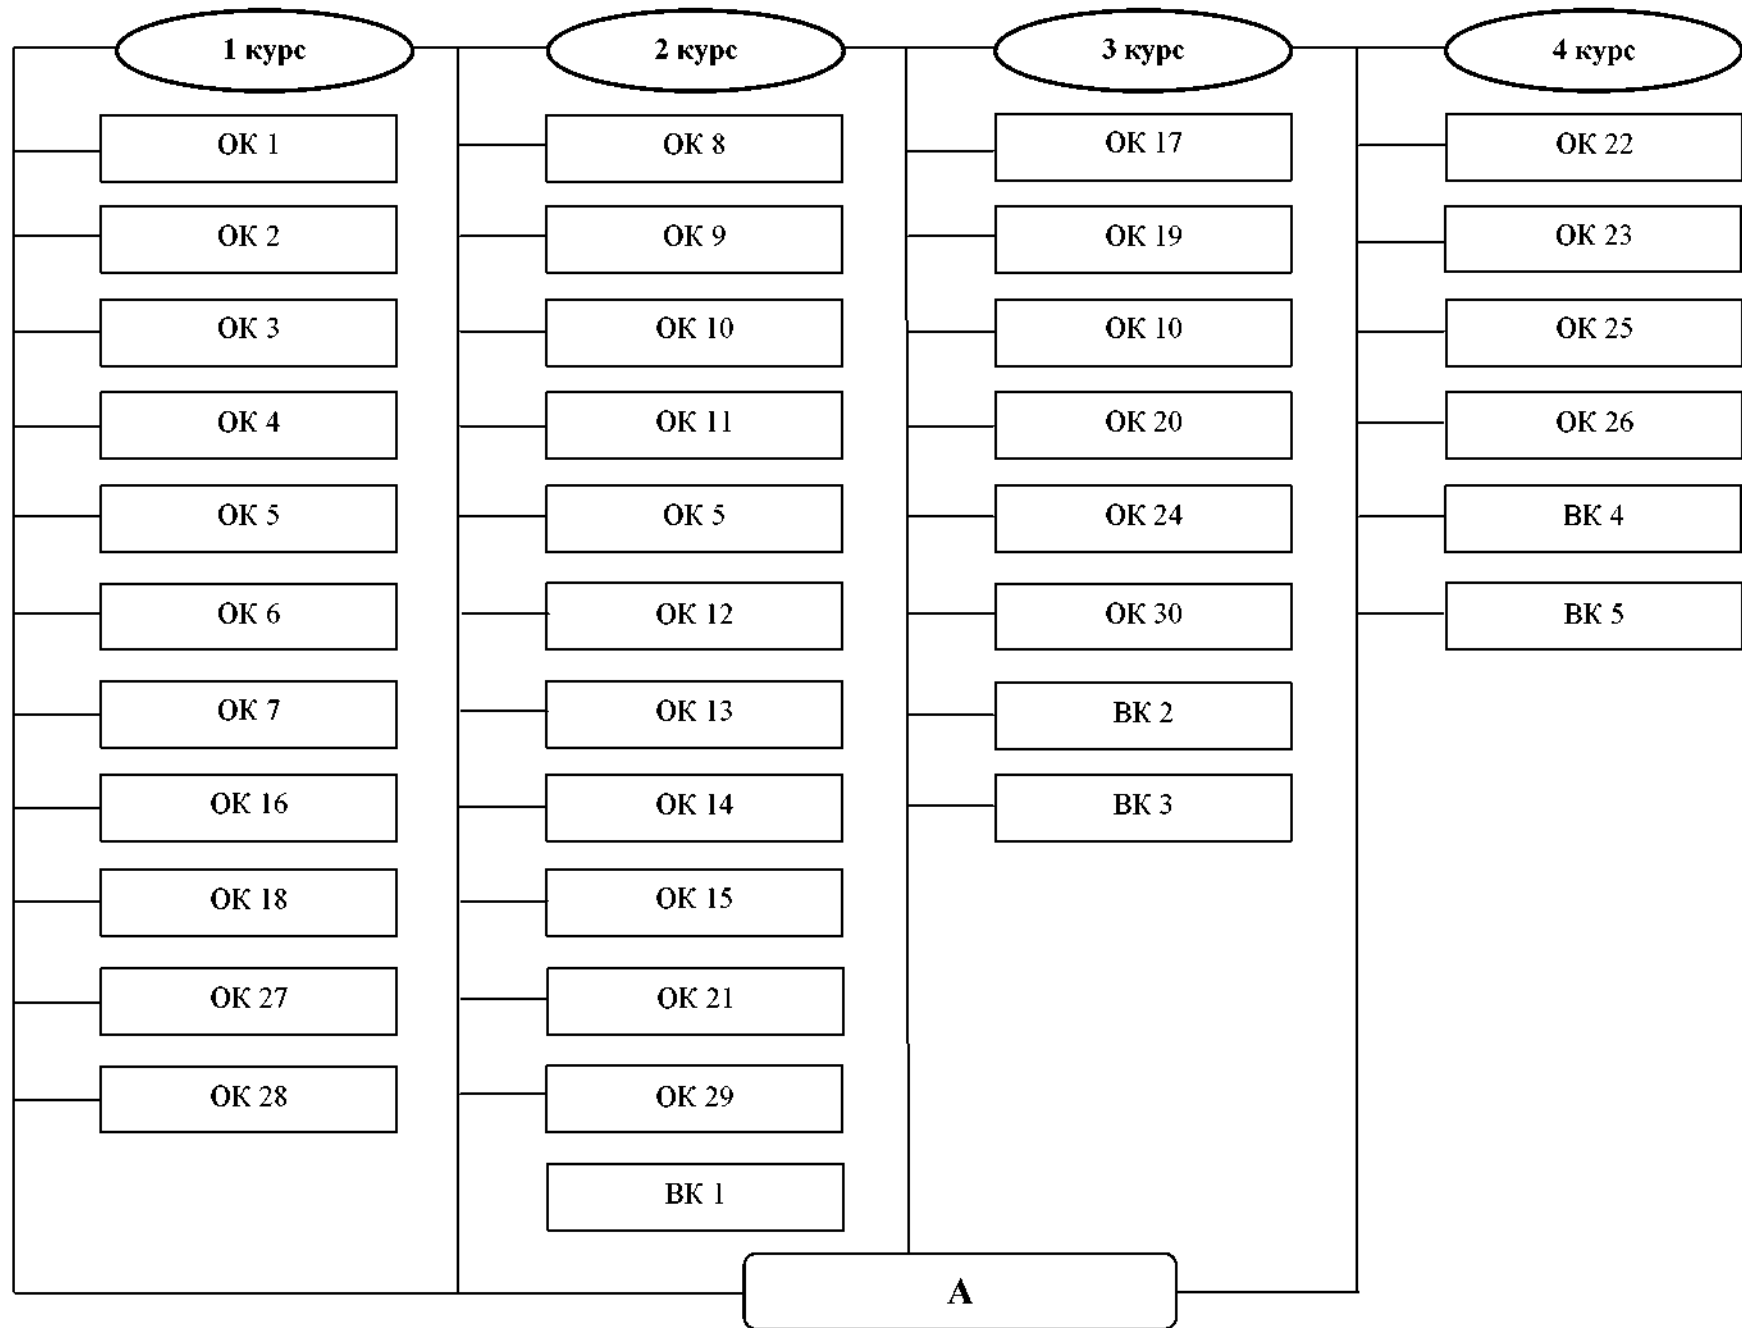 1 курс
ОК 1
ОК 2
ОК 3
ОК 4
ОК 5
ОК 6
ОК 7
ОК 16
ОК 18
ОК 27
ОК 28
2 курс
ОК 8
ОК 9
ОК 10
ОК 11
ОК 5
ОК 12
ОК 13
ОК 14
ОК 15
ОК 21
ОК 29
ВК 1
3 курс
ОК 17
ОК 19
ОК 10
ОК 20
ОК 24
ОК 30
ВК 2
ВК 3
4 курс
ОК 22
ОК 23
ОК 25
ОК 26
ВК 4
ВК 5
А